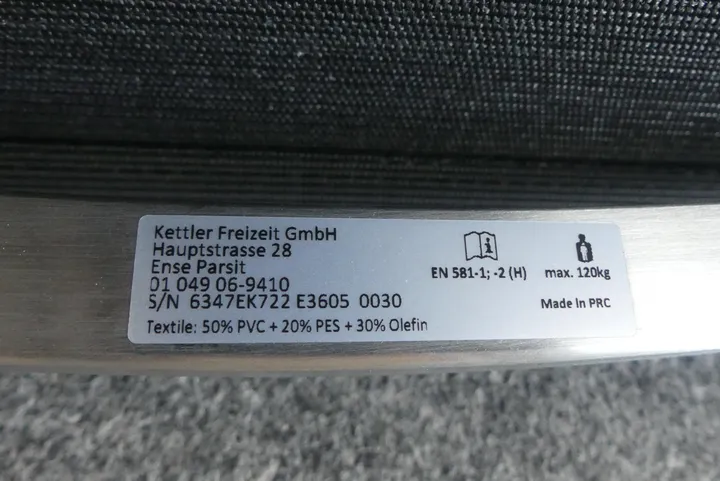 Kettler Freizeit GmbH
Hauptstrasse 28
Ense Parsit
01 049 06-9410
S/N 6347EK722 E3605 0030
Textile: 50% PVC + 20% PES + 30% Olefin
EN 581-1; -2 (H)
max. 120kg
Made in PRC